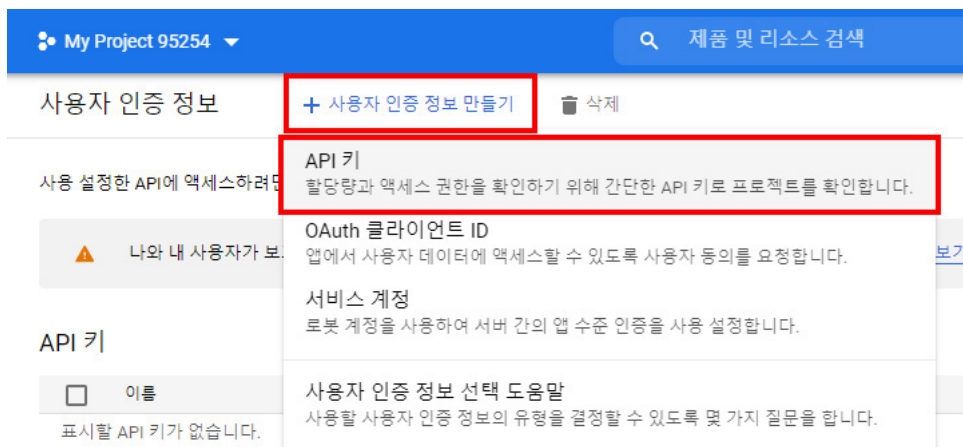 My Project 95254
제품 및 리소스 검색
사용자 인증 정보
+ 사용자 인증 정보 만들기
삭제
API 키
할당량과 액세스 권한을 확인하기 위해 간단한 API 키로 프로젝트를 확인합니다.
사용 설정한 API에 액세스하려면
OAuth 클라이언트 ID
앱에서 사용자 데이터에 액세스할 수 있도록 사용자 동의를 요청합니다.
나와 내 사용자가 보
보기
서비스 계정
로봇 계정을 사용하여 서버 간의 앱 수준 인증을 사용 설정합니다.
API 키
이름
사용자 인증 정보 선택 도움말
사용할 사용자 인증 정보의 유형을 결정할 수 있도록 몇 가지 질문을 합니다.
표시할 API 키가 없습니다.